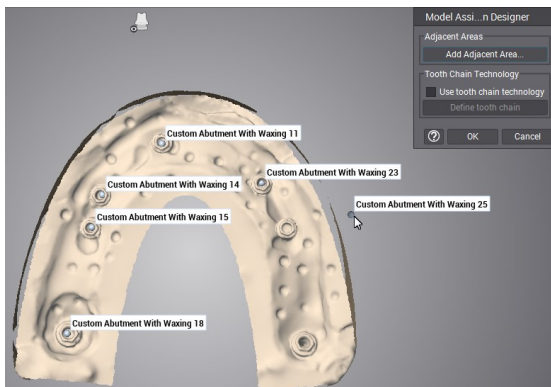 Model Assi...n Designer
Adjacent Areas
Add Adjacent Area...
Tooth Chain Technology
Use tooth chain technology
Define tooth chain
? OK Cancel
Custom Abutment With Waxing 11
Custom Abutment With Waxing 23
Custom Abutment With Waxing 14
Custom Abutment With Waxing 25
Custom Abutment With Waxing 15
Custom Abutment With Waxing 18